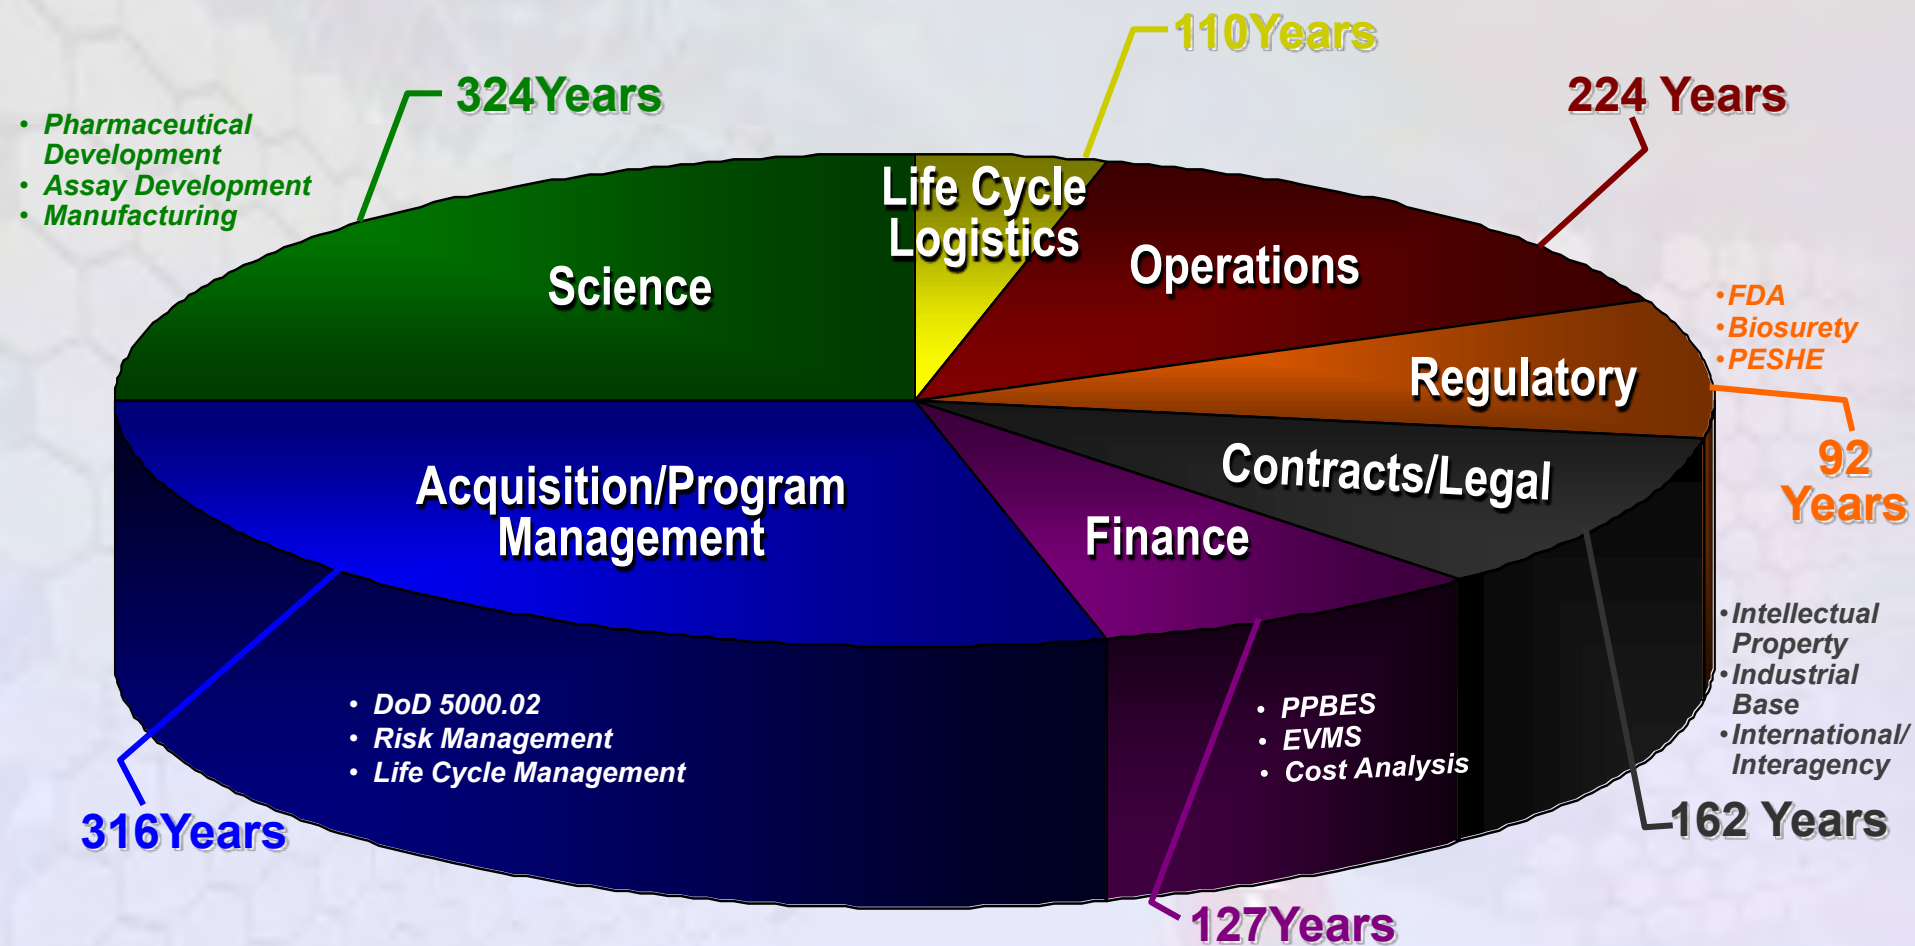 110Years
324Years
224 Years
• Pharmaceutical
Development
• Assay Development
• Manufacturing
Life Cycle
Logistics
Operations
Science
• FDA
• Biosurety
• PESHE
Regulatory
92
Years
Contracts/Legal
Acquisition/Program
Management
Finance
• Intellectual
Property
• Industrial
Base
• International/
Interagency
• DoD 5000.02
• Risk Management
• Life Cycle Management
• PPBES
• EVMS
• Cost Analysis
316Years
162 Years
127Years